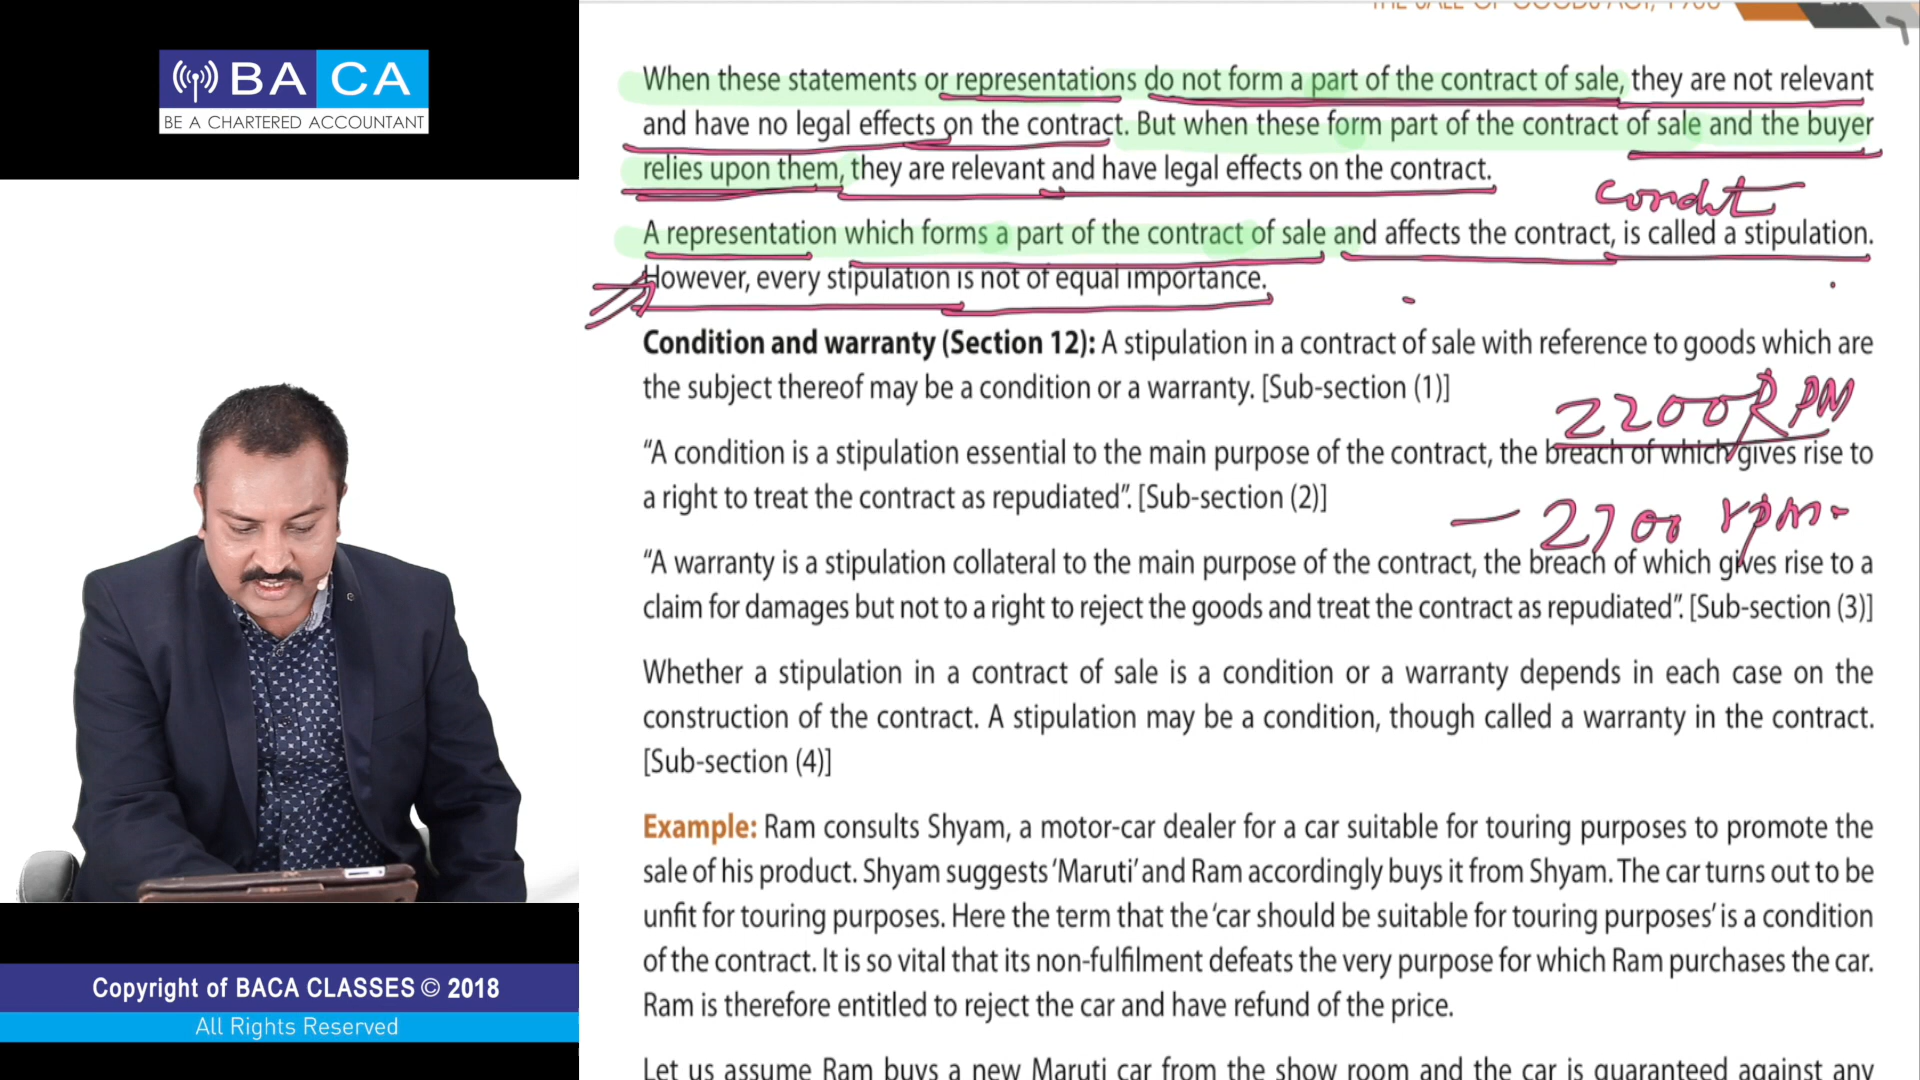 BA CA
BE A CHARTERED ACCOUNTANT
When these statements or representations do not form a part of the contract of sale, they are not relevant
and have no legal effects on the contract. But when these form part of the contract of sale and the buyer
relies upon them, they are relevant and have legal effects on the contract.
condit
A representation which forms a part of the contract of sale and affects the contract, is called a stipulation.
However, every stipulation is not of equal importance.
Condition and warranty (Section 12): A stipulation in a contract of sale with reference to goods which are
the subject thereof may be a condition or a warranty. [Sub-section (1)]
2200 RPM
“A condition is a stipulation essential to the main purpose of the contract, the breach of which gives rise to
a right to treat the contract as repudiated”. [Sub-section (2)]
rpm
“A warranty is a stipulation collateral to the main purpose of the contract, the breach of which gives rise to a
claim for damages but not to a right to reject the goods and treat the contract as repudiated”. [Sub-section (3)]
Whether a stipulation in a contract of sale is a condition or a warranty depends in each case on the
construction of the contract. A stipulation may be a condition, though called a warranty in the contract.
[Sub-section (4)]
Example: Ram consults Shyam, a motor-car dealer for a car suitable for touring purposes to promote the
sale of his product. Shyam suggests ‘Maruti’ and Ram accordingly buys it from Shyam. The car turns out to be
unfit for touring purposes. Here the term that the ‘car should be suitable for touring purposes’ is a condition
of the contract. It is so vital that its non-fulfilment defeats the very purpose for which Ram purchases the car.
Ram is therefore entitled to reject the car and have refund of the price.
Let us assume Ram buys a new Maruti car from the show room and the car is guaranteed against any
Copyright of BACA CLASSES © 2018
All Rights Reserved